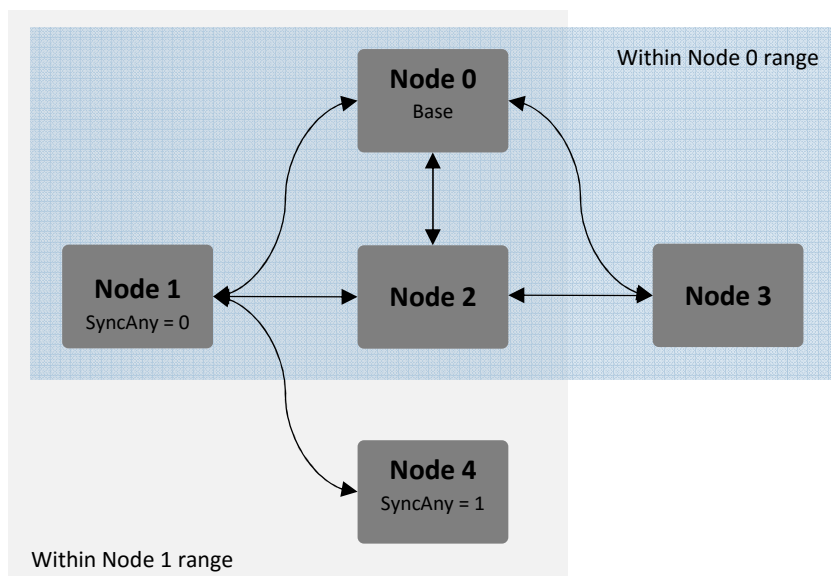 Within Node 0 range
Node 0
Base
Node 1
SyncAny = 0
Node 2
Node 3
Node 4
SyncAny = 1
Within Node 1 range